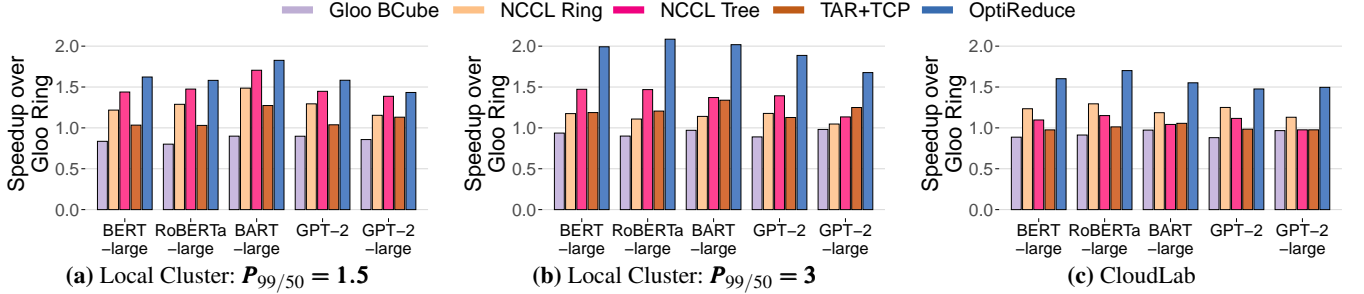 Gloo BCube NCCL Ring NCCL Tree TAR+TCP OptiReduce
Speedup over
Gloo Ring
2.0
1.5
1.0
0.5
0.0
BERT
−large
RoBERTa
−large
BART
−large
GPT−2
GPT−2
−large
(a) Local Cluster: P99/50 = 1.5
Speedup over
Gloo Ring
2.0
1.5
1.0
0.5
0.0
BERT
−large
RoBERTa
−large
BART
−large
GPT−2
GPT−2
−large
(b) Local Cluster: P99/50 = 3
Speedup over
Gloo Ring
2.0
1.5
1.0
0.5
0.0
BERT
−large
RoBERTa
−large
BART
−large
GPT−2
GPT−2
−large
(c) CloudLab